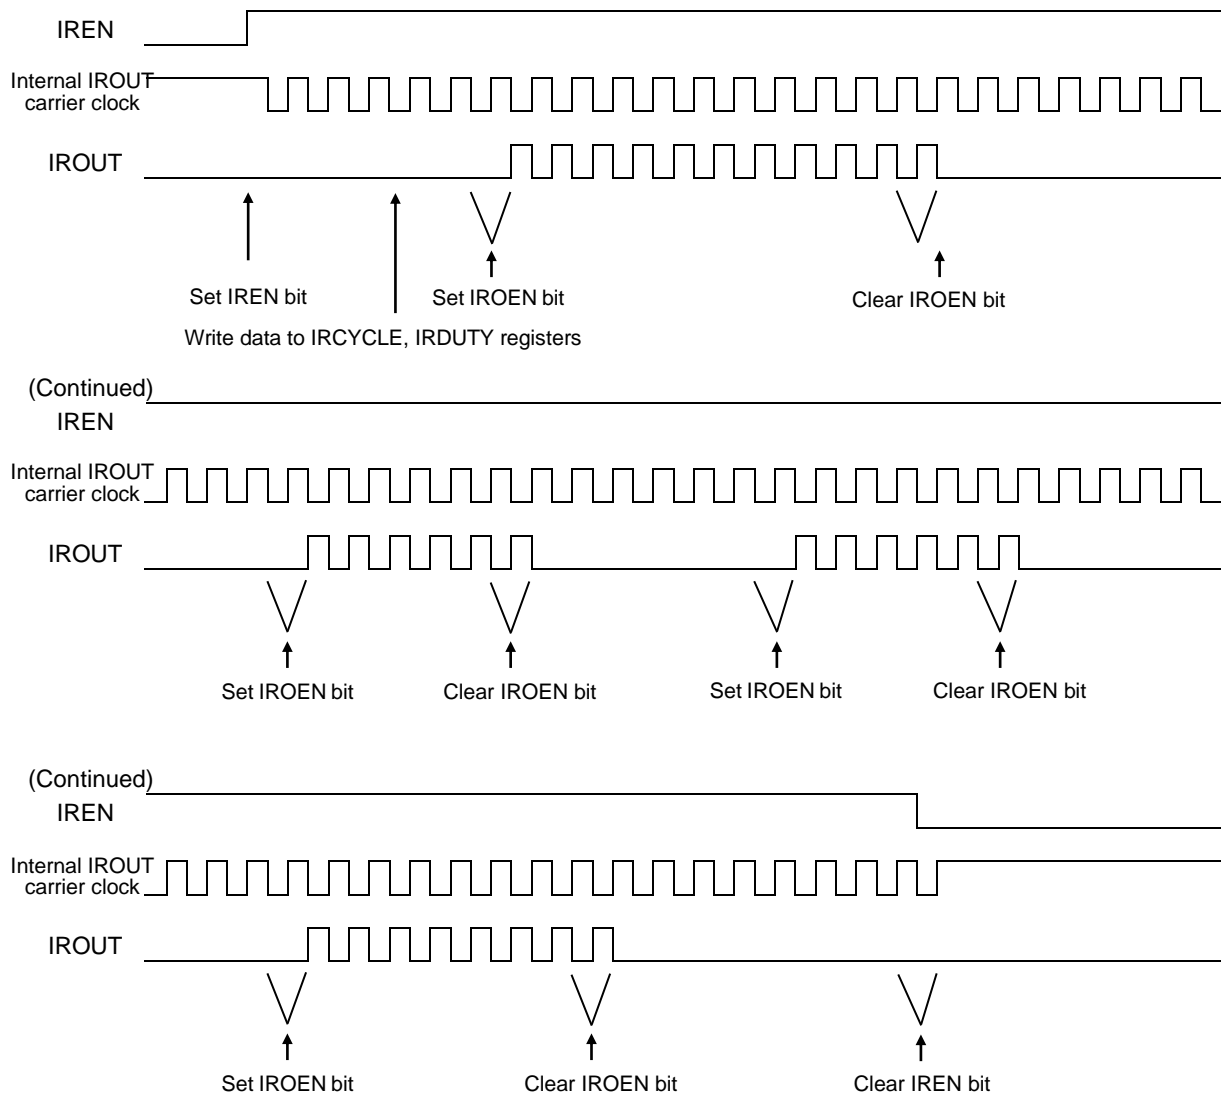 IREN
Internal IROUT
carrier clock
IROUT
Set IREN bit
Set IROEN bit
Clear IROEN bit
Write data to IRCYCLE, IRDUTY registers
(Continued)
IREN
Internal IROUT
carrier clock
IROUT
Set IROEN bit
Clear IROEN bit
Set IROEN bit
Clear IROEN bit
(Continued)
IREN
Internal IROUT
carrier clock
IROUT
Set IROEN bit
Clear IROEN bit
Clear IREN bit